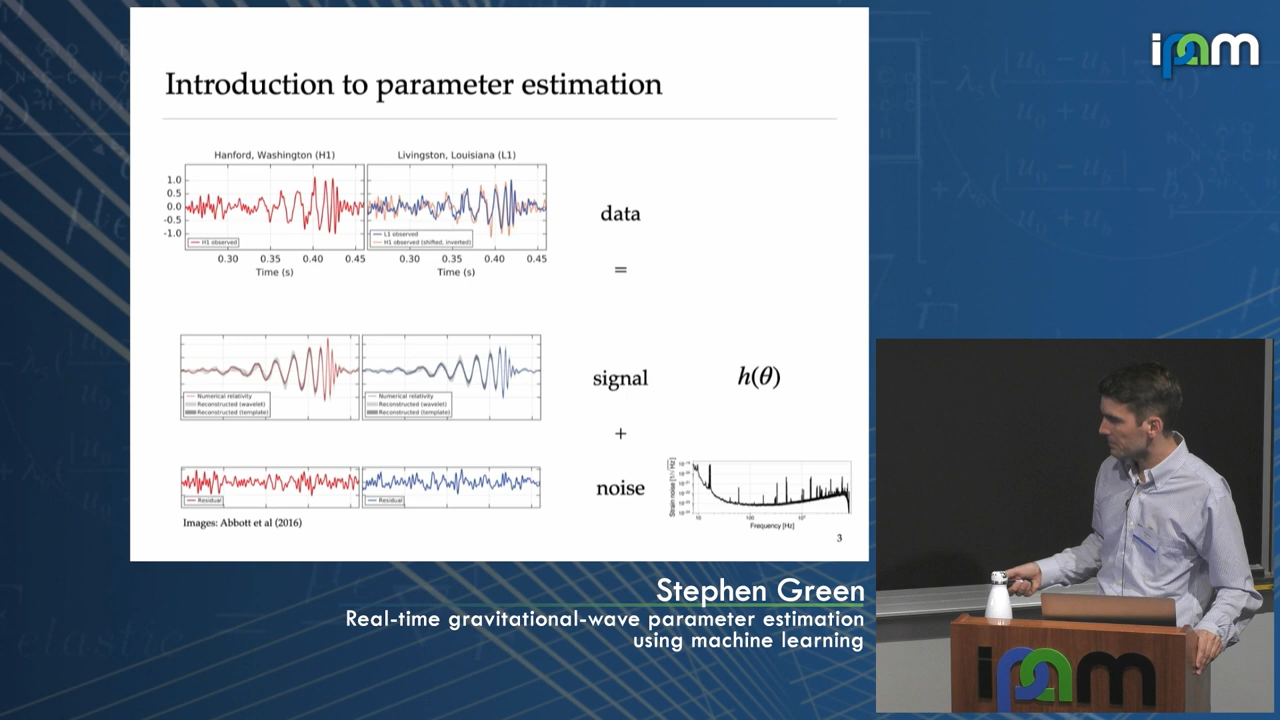 ipam
Introduction to parameter estimation
Hanford, Washington (H1)
Livingston, Louisiana (L1)
1.0
0.5
0.0
-0.5
-1.0
H1 observed
L1 observed
H1 observed (shifted, inverted)
0.30 0.35 0.40 0.45
0.30 0.35 0.40 0.45
Time (s)
Time (s)
data
=
Numerical relativity
Reconstructed (wavelet)
Reconstructed (template)
Numerical relativity
Reconstructed (wavelet)
Reconstructed (template)
signal
h(θ)
+
Residual
Residual
noise
Frequency [Hz]
Images: Abbott et al (2016)
3
Stephen Green
Real-time gravitational-wave parameter estimation
using machine learning
ipam